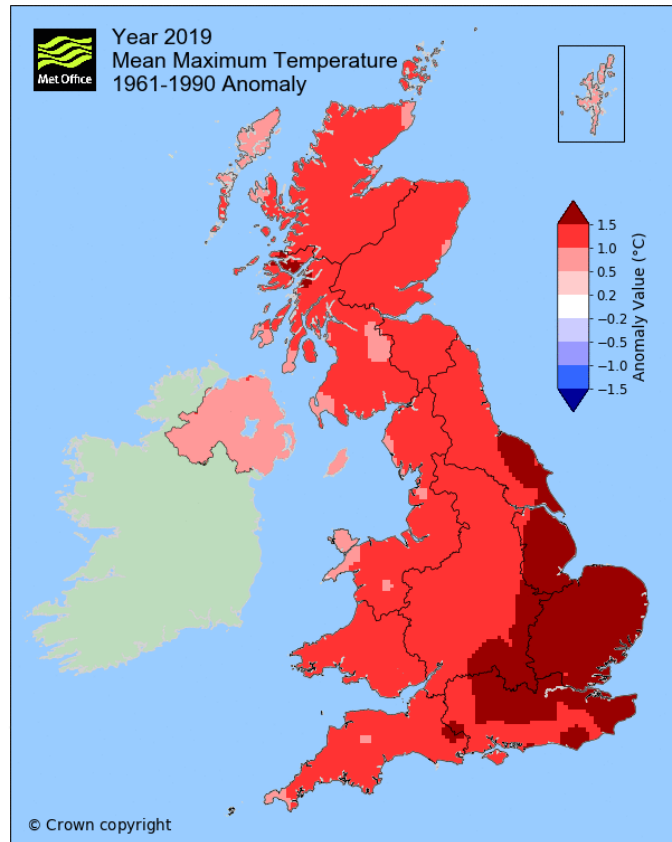 Met Office
Year 2019
Mean Maximum Temperature
1961-1990 Anomaly
1.5
1.0
0.5
0.2
−0.2
−0.5
−1.0
−1.5
Anomaly Value (°C)
© Crown copyright